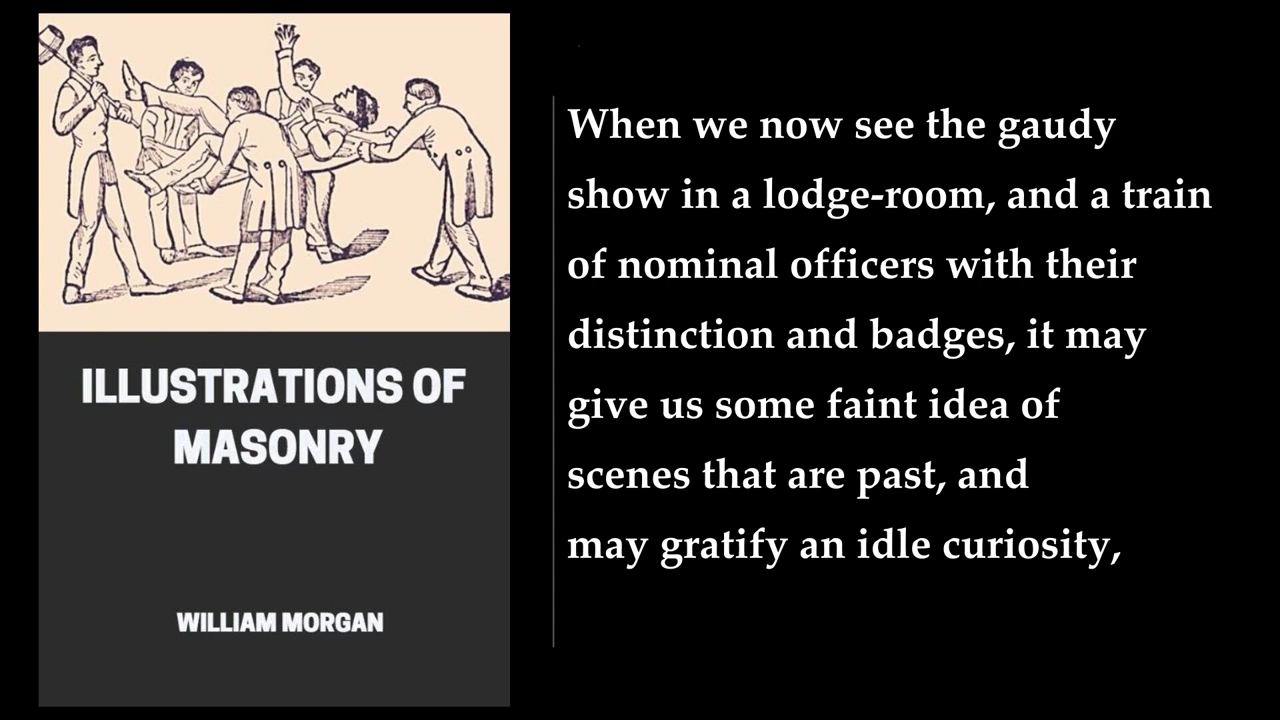 ILLUSTRATIONS OF
MASONRY
WILLIAM MORGAN
When we now see the gaudy
show in a lodge-room, and a train
of nominal officers with their
distinction and badges, it may
give us some faint idea of
scenes that are past, and
may gratify an idle curiosity,